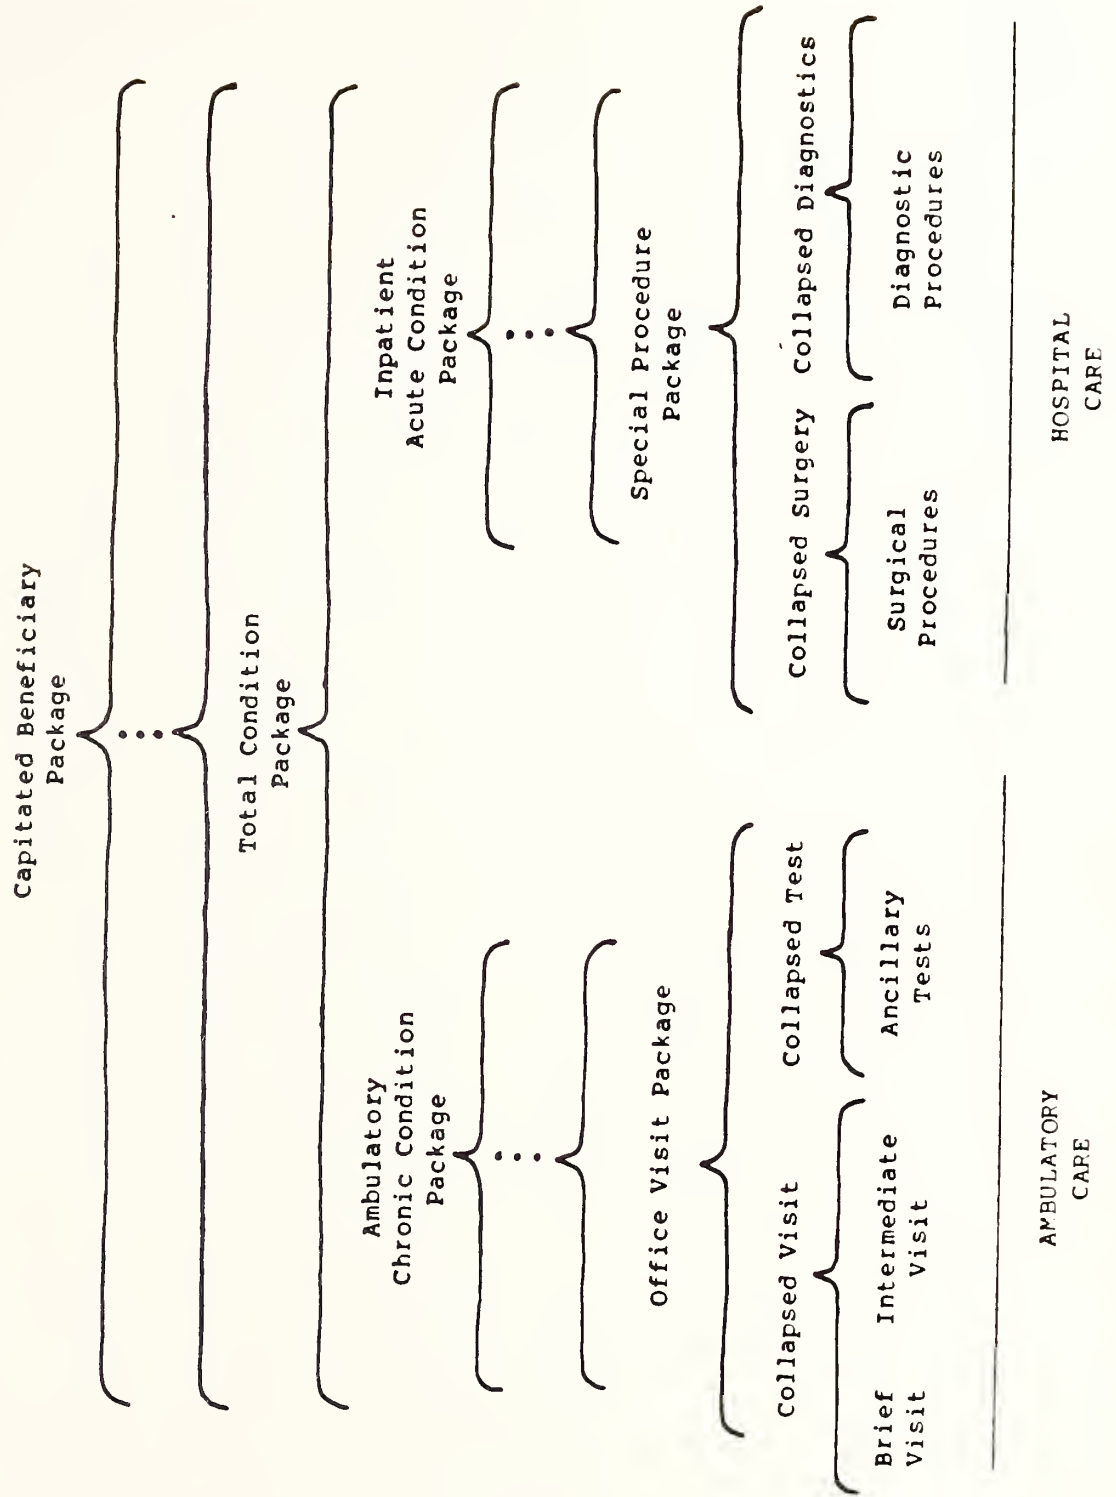 Capitated Beneficiary
Package
Total Condition
Package
Ambulatory
Chronic Condition
Package
Inpatient
Acute Condition
Package
Office Visit Package
Special Procedure
Package
Collapsed Visit
Collapsed Test
Collapsed Surgery
Collapsed Diagnostics
Brief
Visit
Intermediate
Visit
Ancillary
Tests
Surgical
Procedures
Diagnostic
Procedures
AMBULATORY
CARE
HOSPITAL
CARE